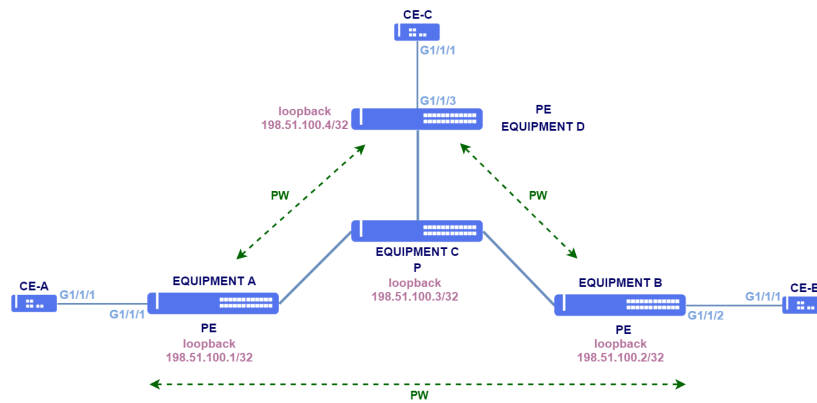 CE-C
G1/1/1
G1/1/3
loopback
198.51.100.4/32
PE
EQUIPMENT D
PW
PW
EQUIPMENT C
P
loopback
198.51.100.3/32
CE-A
G1/1/1
G1/1/1
EQUIPMENT A
PE
loopback
198.51.100.1/32
EQUIPMENT B
PE
loopback
198.51.100.2/32
G1/1/1
G1/1/2
CE-B
PW